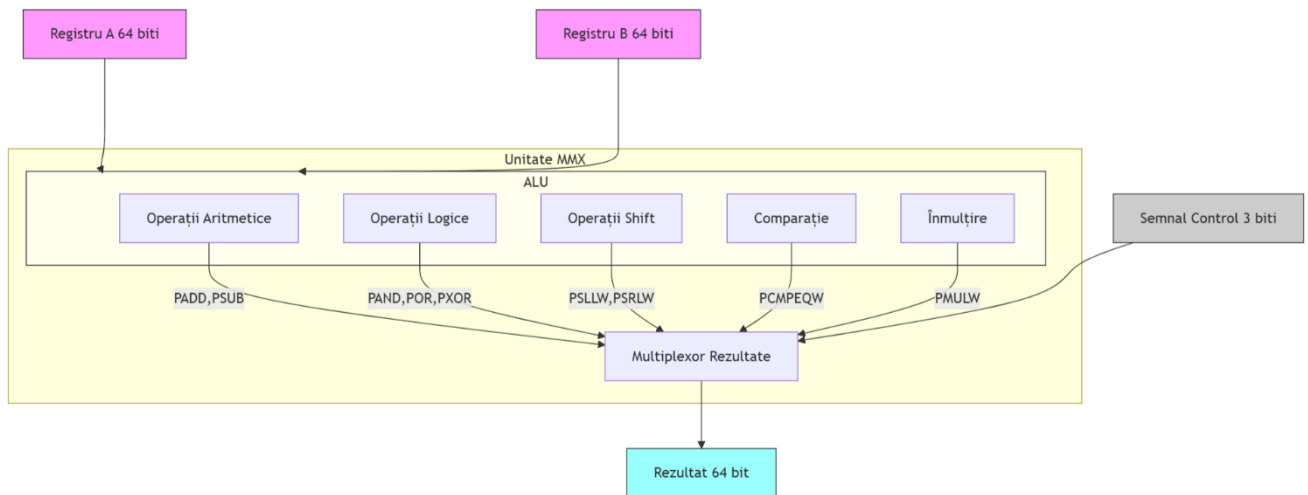 Registru A 64 biti
Registru B 64 biti
Unitate MMX
ALU
Operații Aritmetice
Operații Logice
Operații Shift
Comparație
Înmulțire
Semnal Control 3 biti
PADD,PSUB
PAND,POR,PXOR
PSLLW,PSRLW
PCMPEQW
PMULW
Multiplexor Rezultate
Rezultat 64 bit